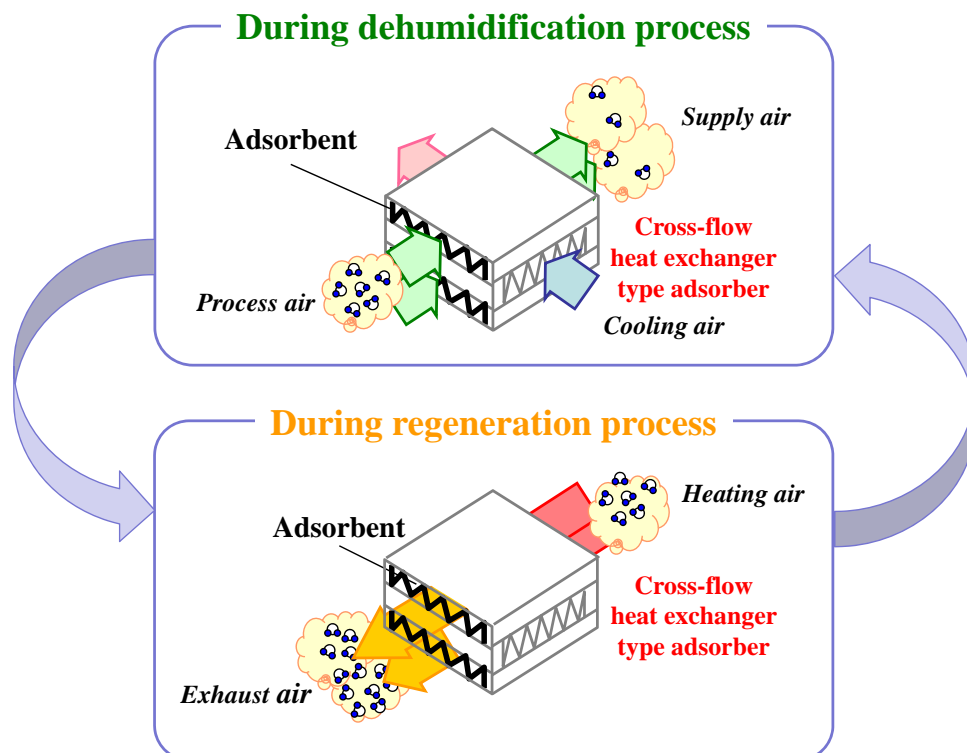 During dehumidification process
Supply air
Adsorbent
Cross-flow
heat exchanger
type adsorber
Process air
Cooling air
During regeneration process
Heating air
Adsorbent
Cross-flow
heat exchanger
type adsorber
Exhaust air